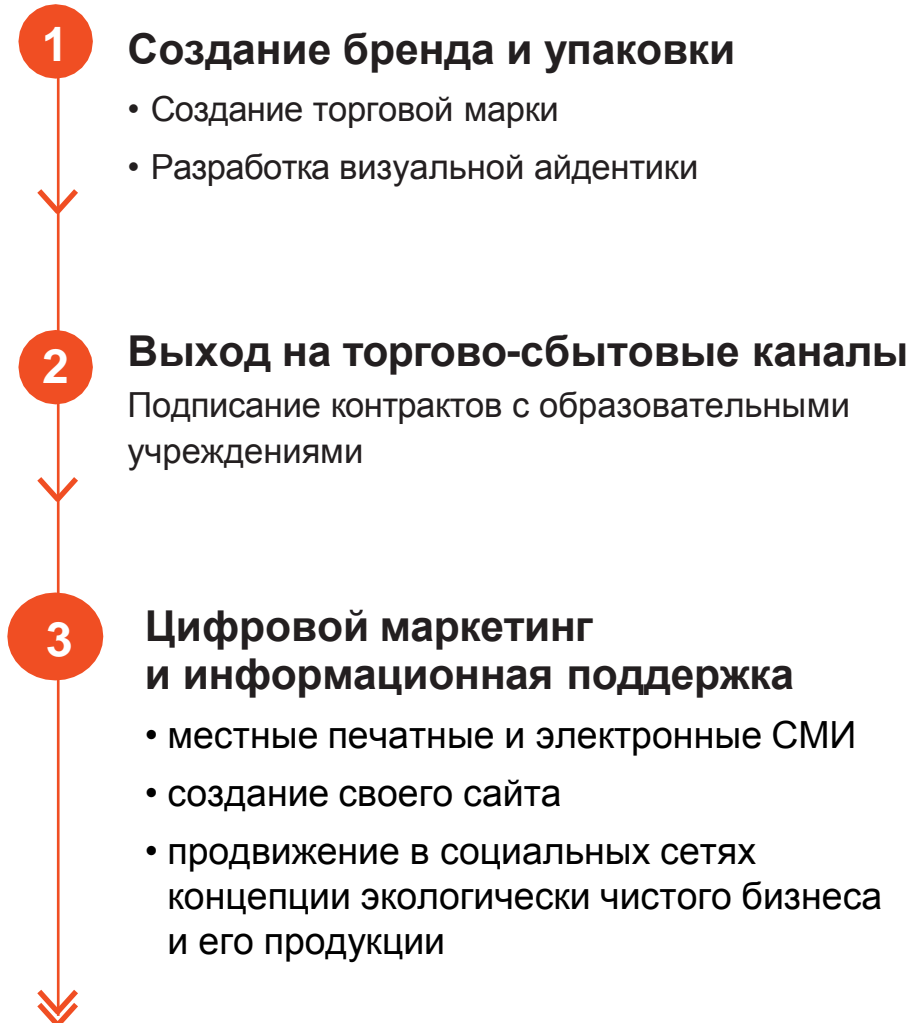 1
Создание бренда и упаковки
• Создание торговой марки
• Разработка визуальной айдентики
2
Выход на торгово-сбытовые каналы
Подписание контрактов с образовательными
учреждениями
3
Цифровой маркетинг
и информационная поддержка
• местные печатные и электронные СМИ
• создание своего сайта
• продвижение в социальных сетях
концепции экологически чистого бизнеса
и его продукции